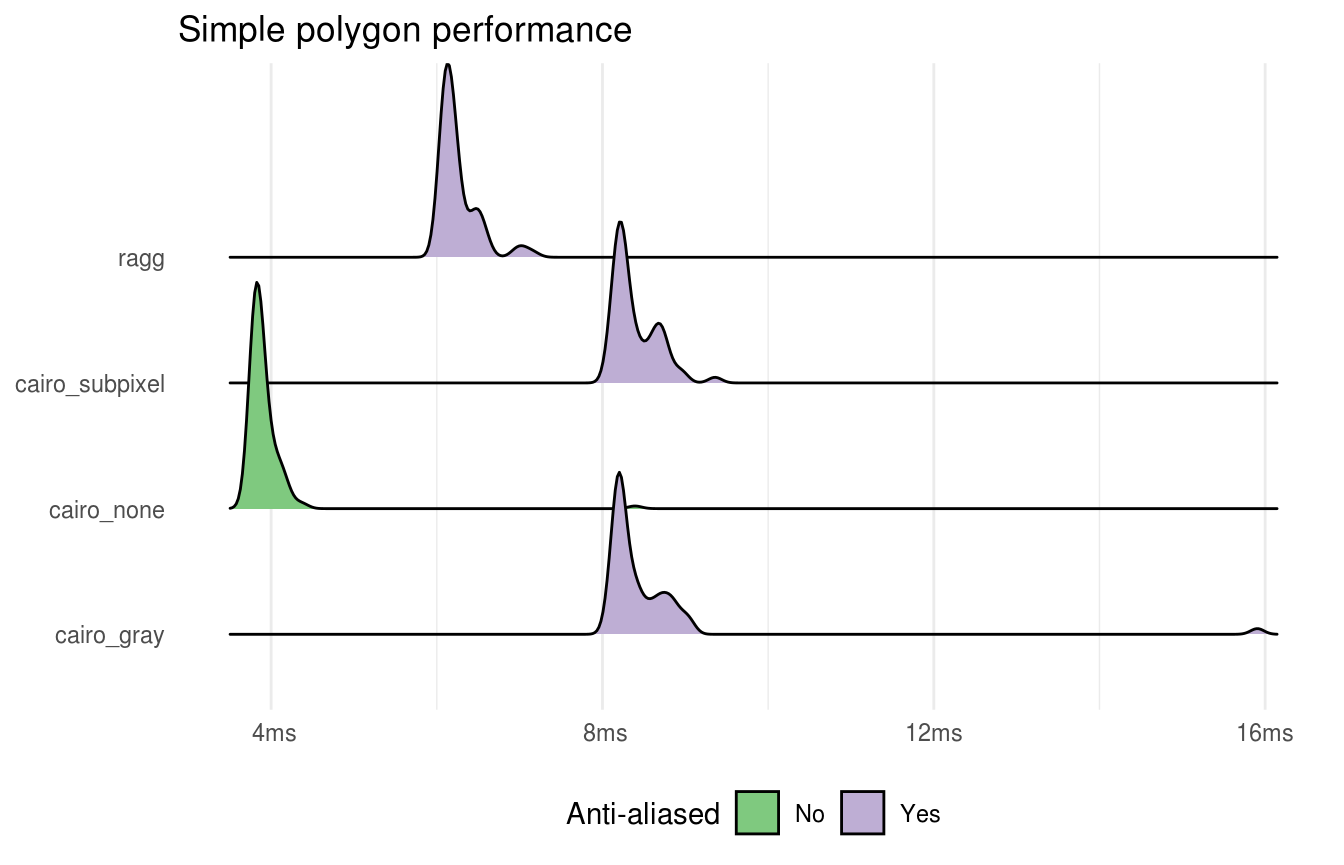 Simple polygon performance
ragg
cairo_subpixel
cairo_none
cairo_gray
4ms 8ms 12ms 16ms
Anti-aliased No Yes